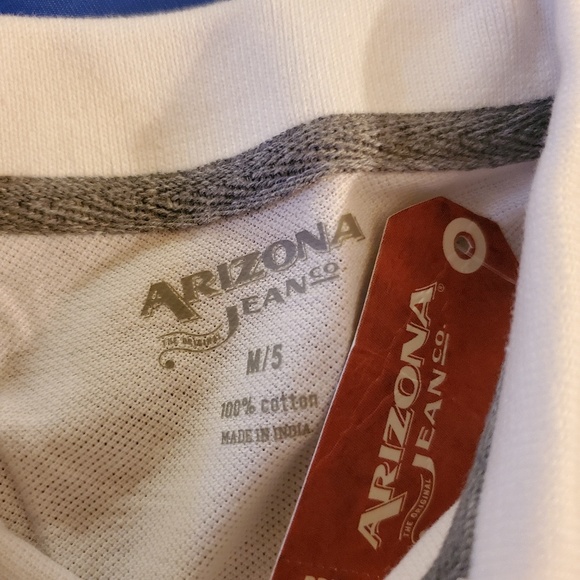 ARIZONA
JEAN CO.
THE ORIGINAL
M/5
100% cotton
MADE IN INDIA
ARIZONA®
JEAN CO.
THE ORIGINAL